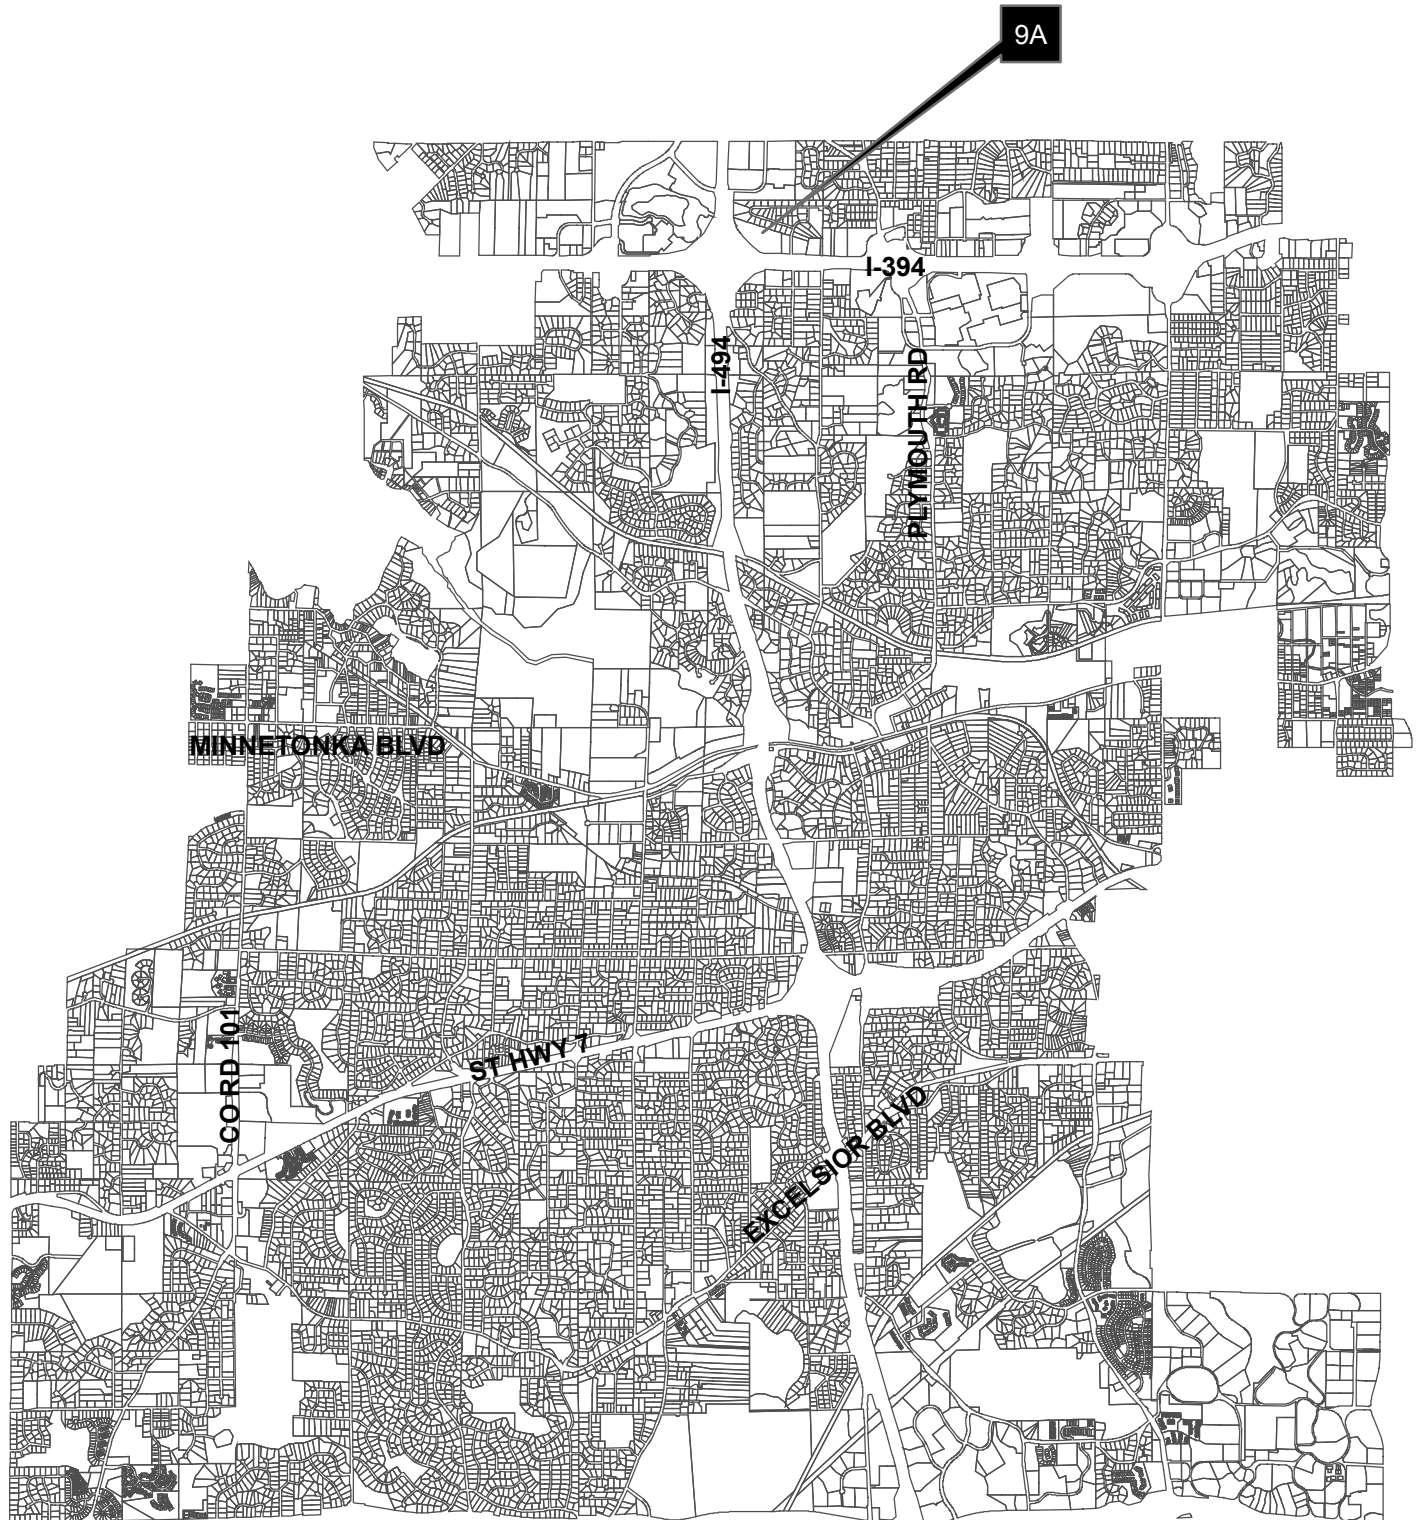 9A
I-394
I-494
PLYMOUTH RD
MINNETONKA BLVD
CO RD 101
ST HWY 7
EXCELSIOR BLVD